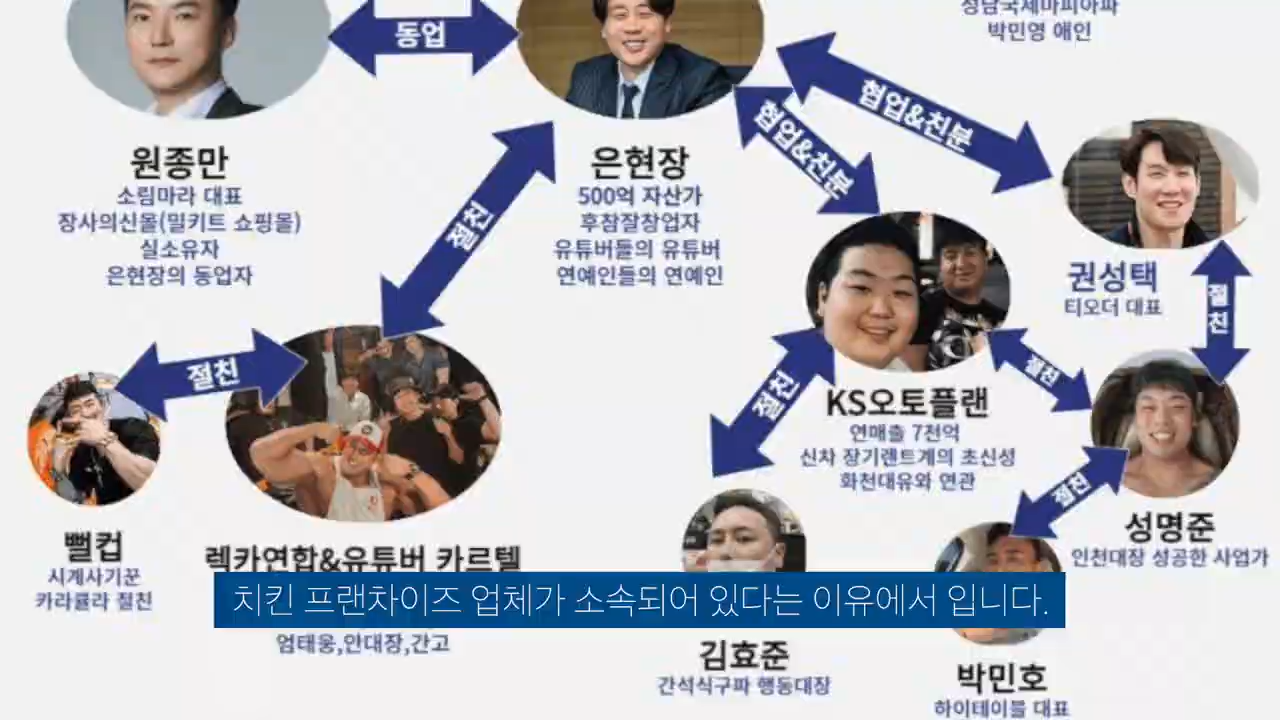 성남국제마피아파
박민영 애인
동업
협업&친분
협업&친분
원종만
소림마라 대표
장사의신몰(밀키트 쇼핑몰)
실소유자
은현장의 동업자
은현장
500억 자산가
후참잘창업자
유튜버들의 유튜버
연예인들의 연예인
절친
권성택
티오더 대표
절친
절친
KS오토플랜
연매출 7천억
신차 장기렌트계의 초신성
화천대유와 연관
절친
절친
절친
뻘컵
시계사기꾼
카라큘라 절친
렉카연합&유튜버 카르텔
엄태웅,안대장,간고
성명준
인천대장 성공한 사업가
치킨 프랜차이즈 업체가 소속되어 있다는 이유에서 입니다.
김효준
간석식구파 행동대장
박민호
하이테이블 대표